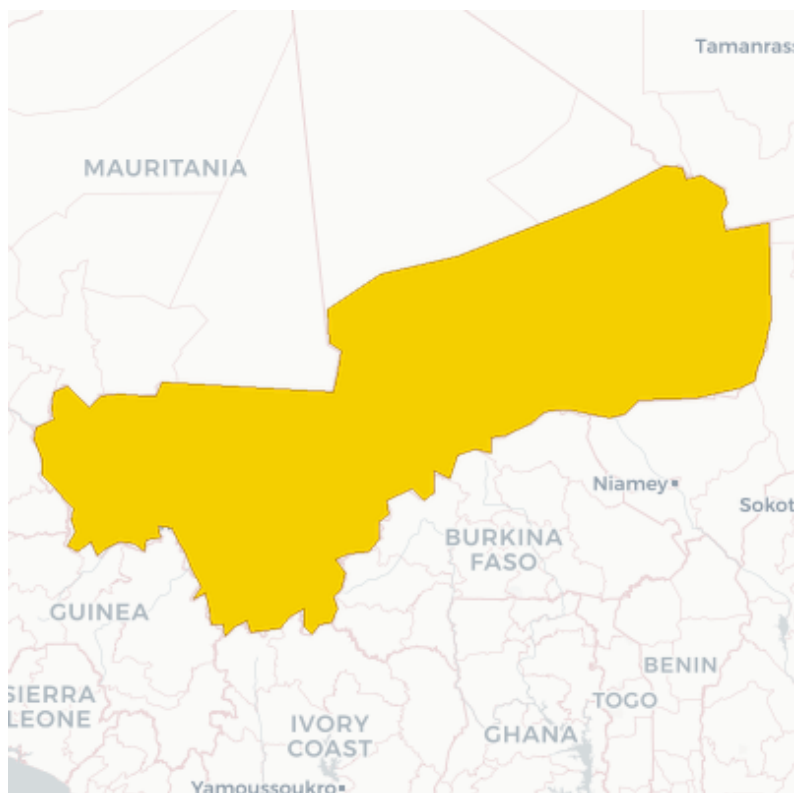 Tamanrass
MAURITANIA
Niamey
Sokot
BURKINA
FASO
GUINEA
BENIN
SIERRA
LEONE
TOGO
IVORY
COAST
GHANA
Yamoussoukro